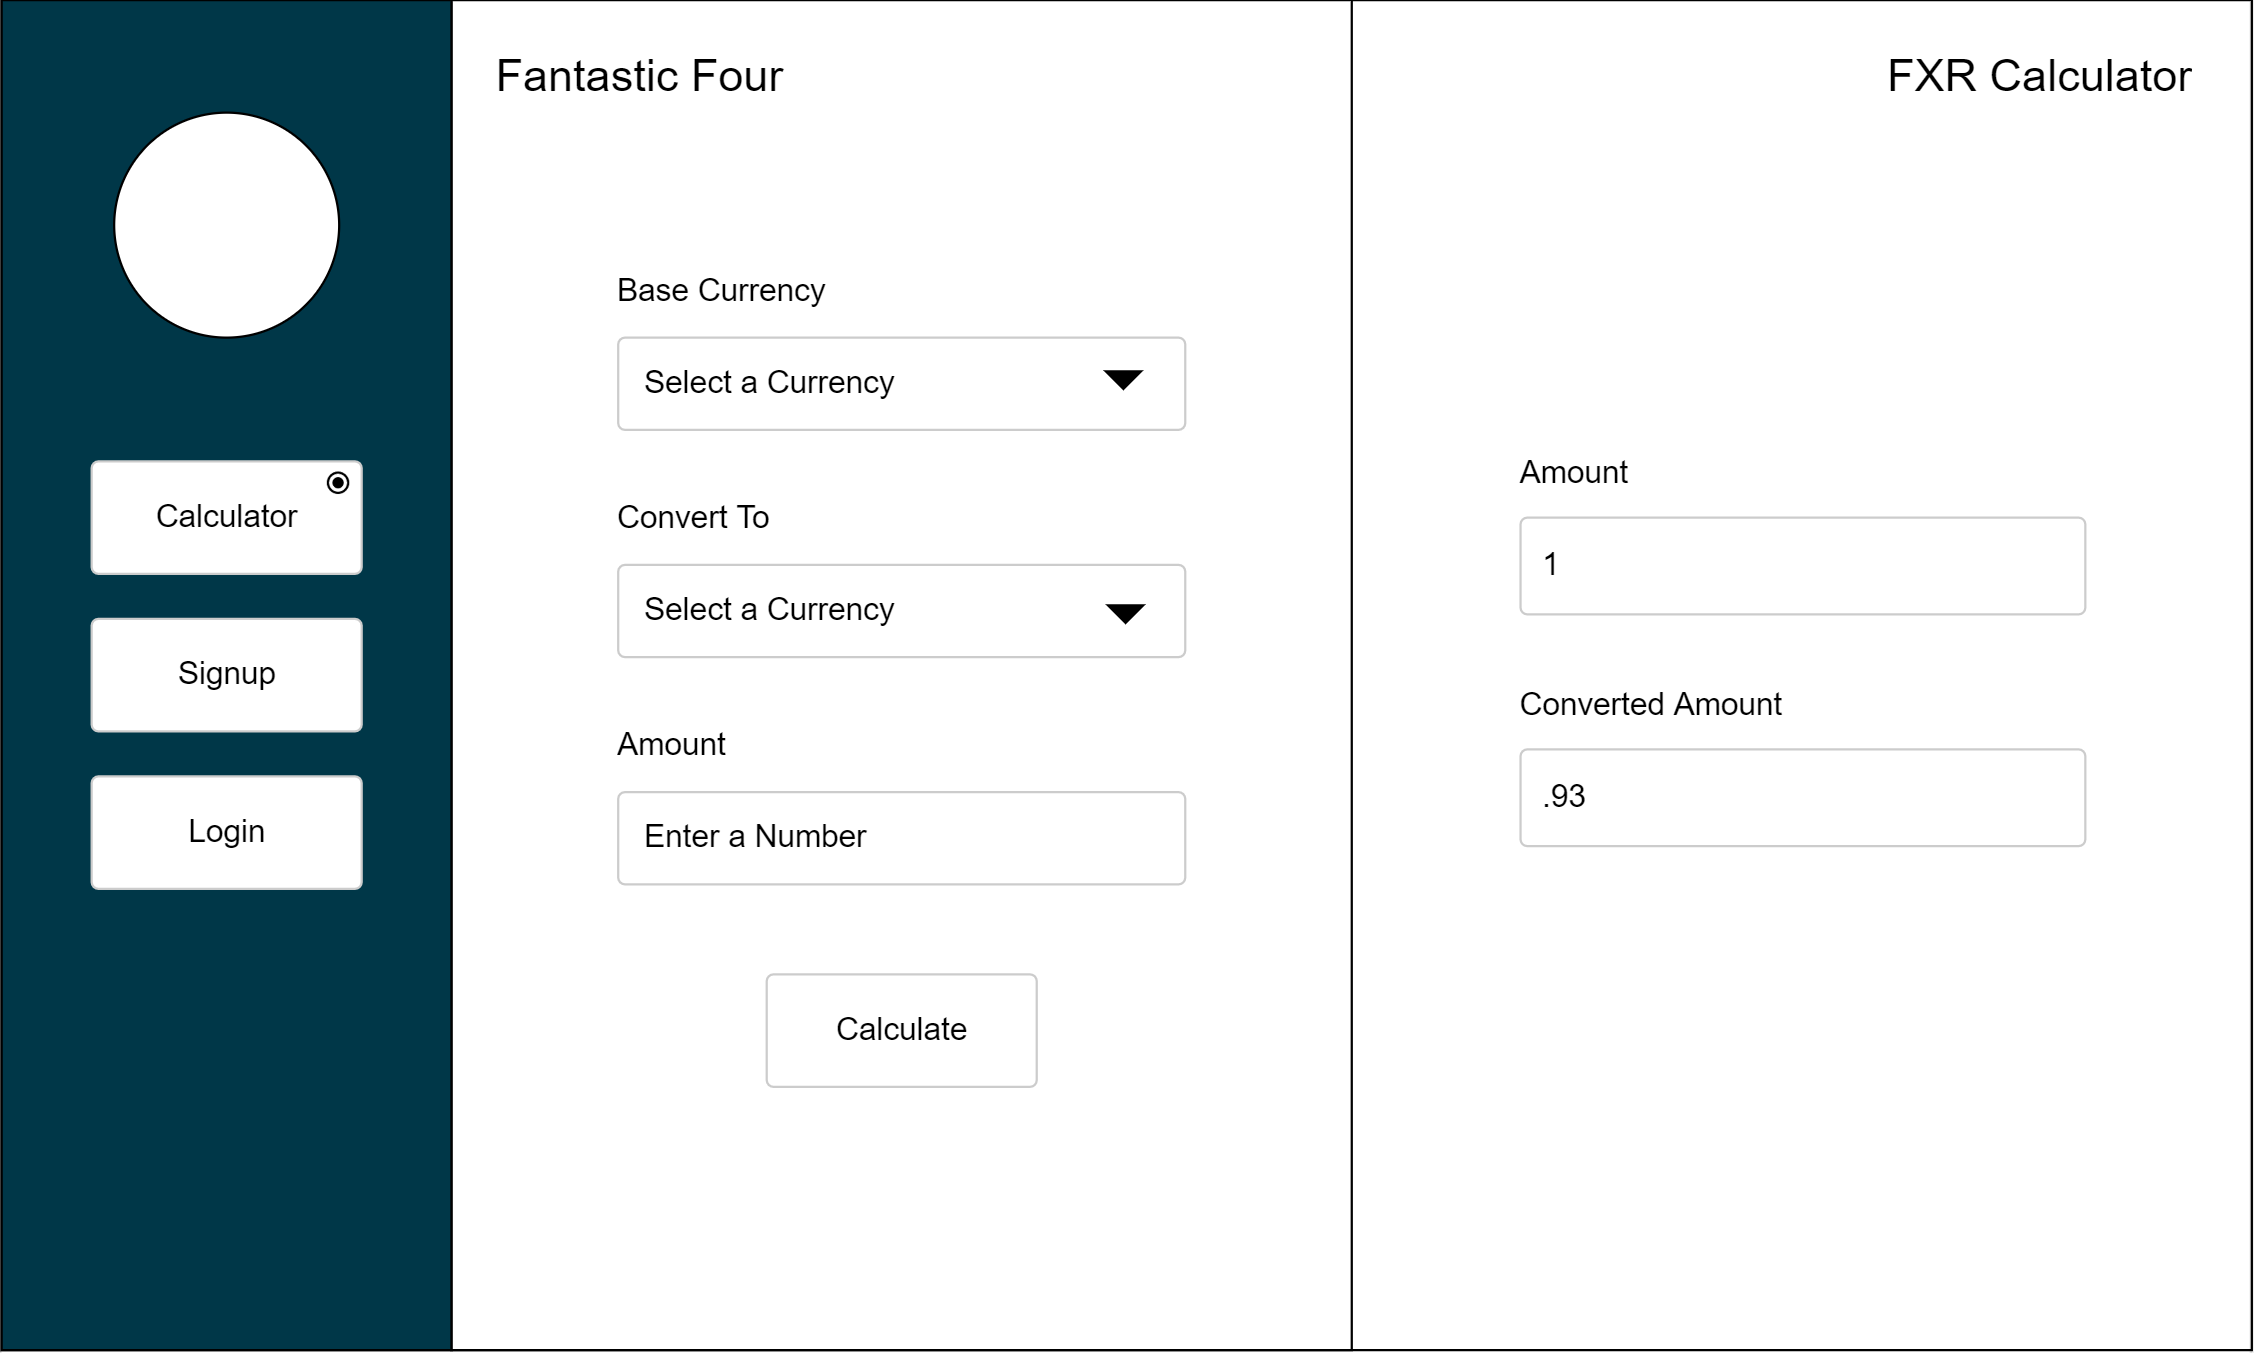 Fantastic Four
FXR Calculator
Calculator
Signup
Login
Base Currency
Select a Currency
Convert To
Select a Currency
Amount
Enter a Number
Calculate
Amount
1
Converted Amount
.93